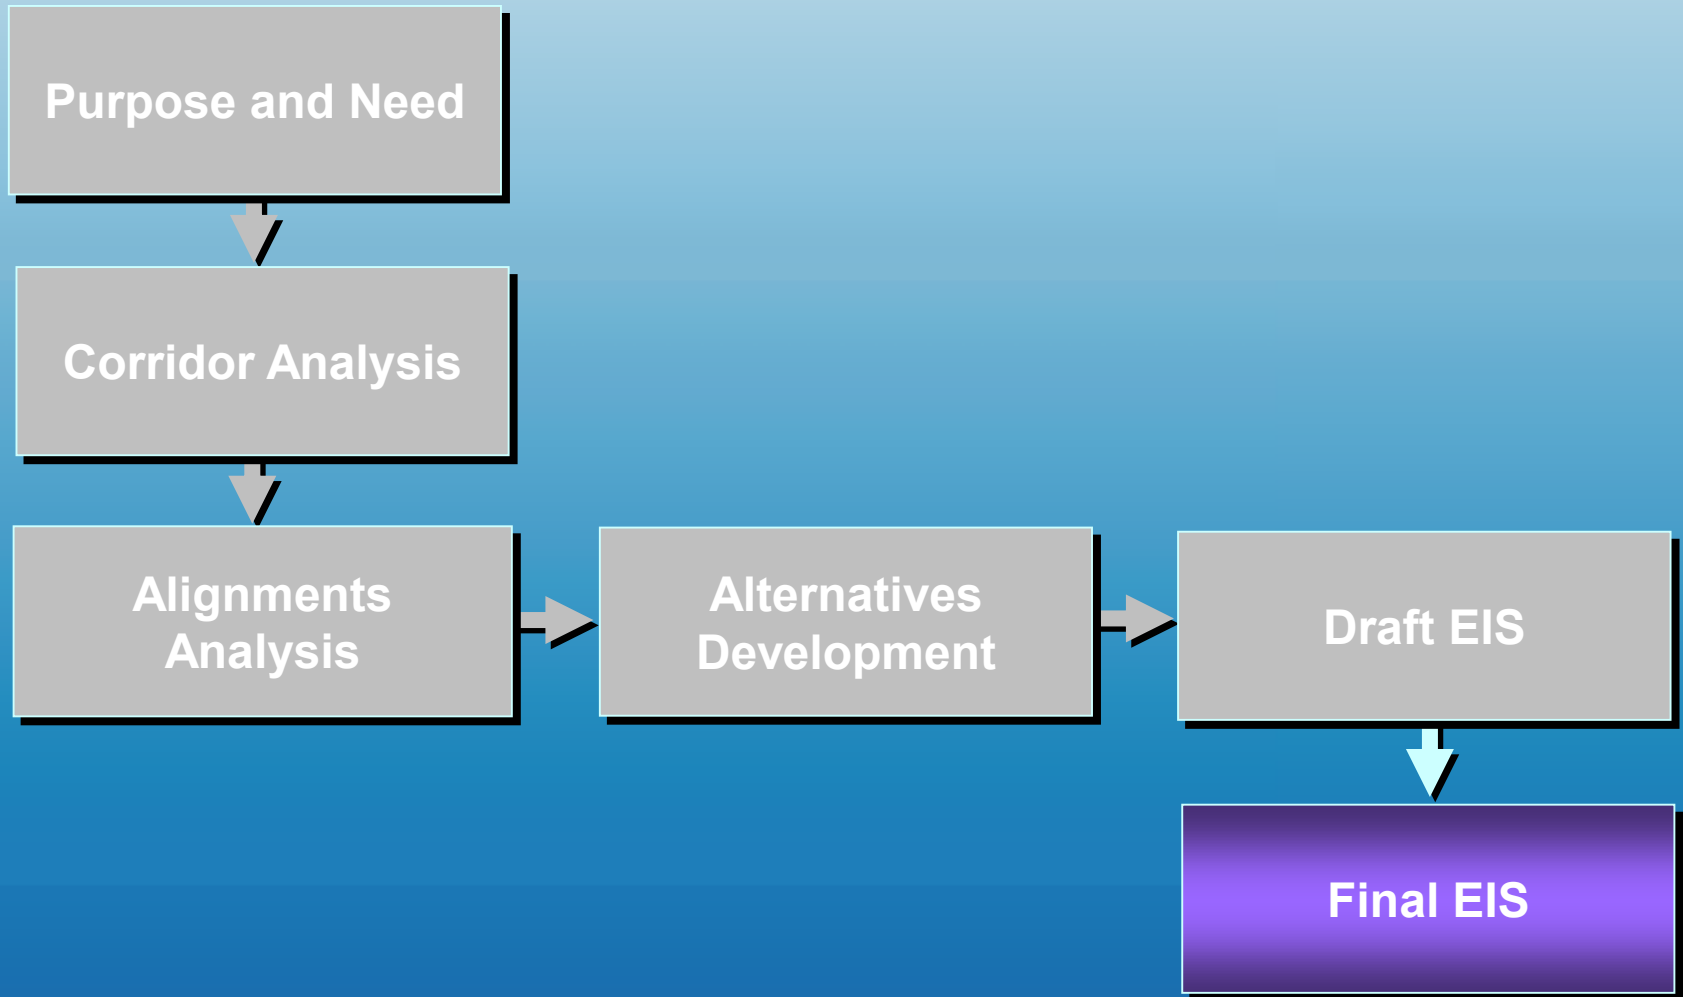 Purpose and Need
Corridor Analysis
Alignments
Analysis
Alternatives
Development
Draft EIS
Final EIS